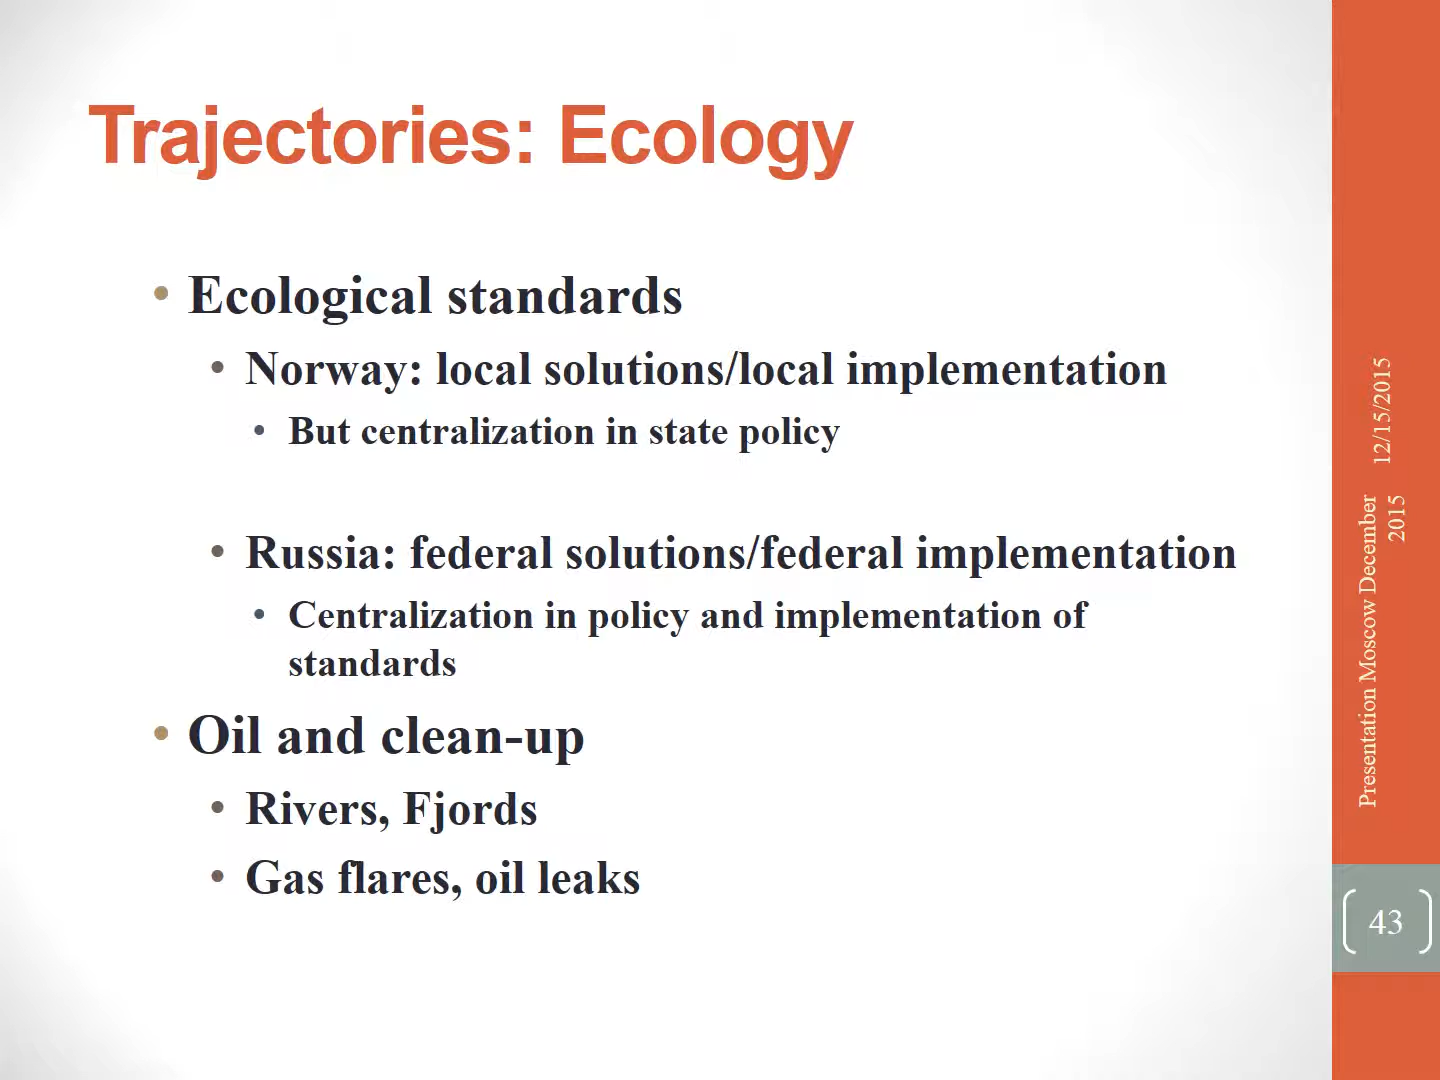 Trajectories: Ecology
• Ecological standards
• Norway: local solutions/local implementation
• But centralization in state policy
• Russia: federal solutions/federal implementation
• Centralization in policy and implementation of
standards
• Oil and clean-up
• Rivers, Fjords
• Gas flares, oil leaks
12/15/2015
Presentation Moscow December
2015
43